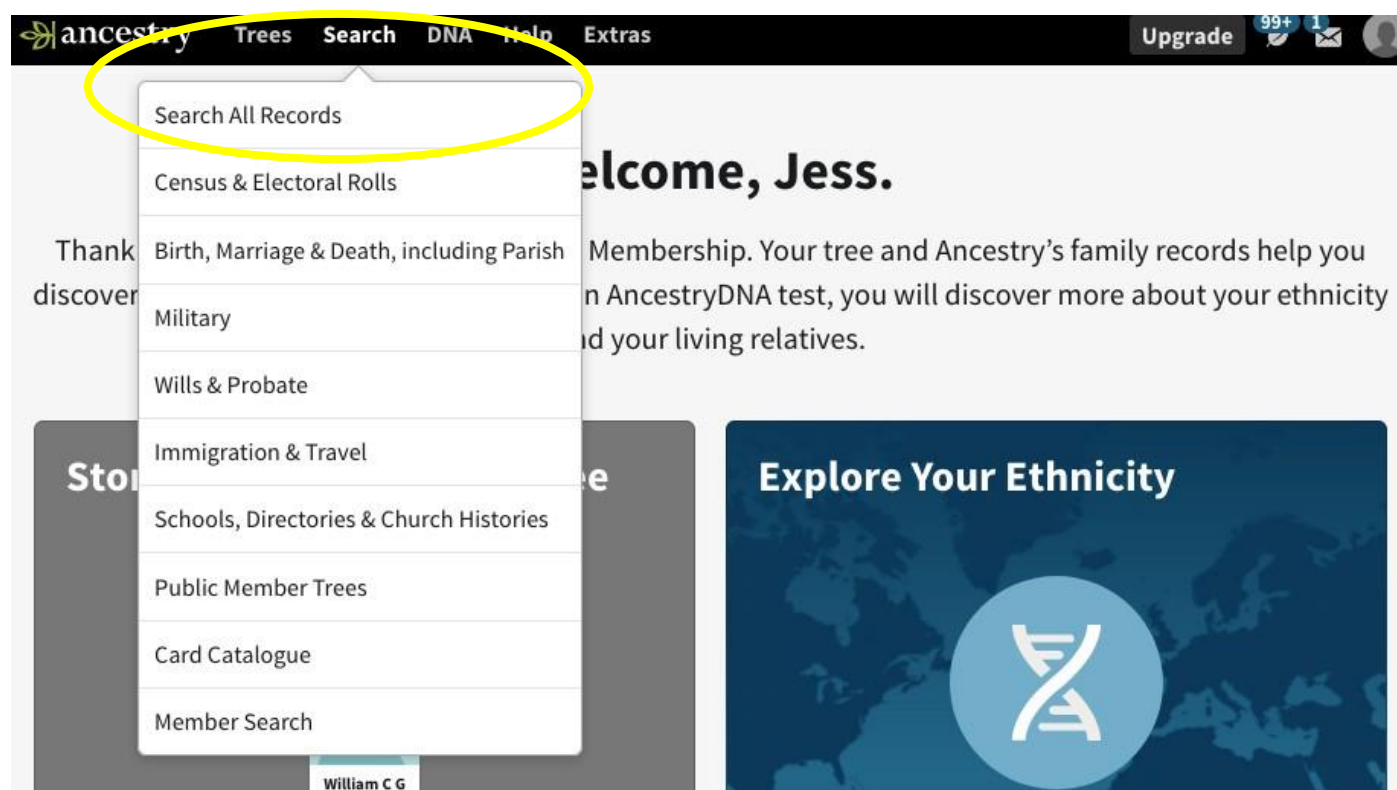 ancestry Trees Search DNA Help Extras Upgrade 99+ 1
Search All Records
Census & Electoral Rolls
elcome, Jess.
Birth, Marriage & Death, including Parish
Thank Membership. Your tree and Ancestry's family records help you
discover n AncestryDNA test, you will discover more about your ethnicity
Military
d your living relatives.
Wills & Probate
Immigration & Travel
Stor ee Explore Your Ethnicity
Schools, Directories & Church Histories
Public Member Trees
Card Catalogue
Member Search
William C G